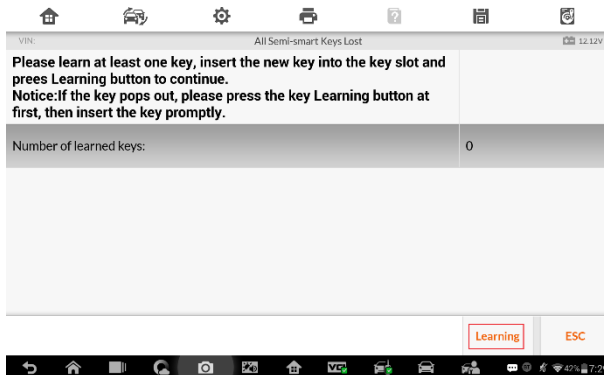 VIN:
All Semi-smart Keys Lost
12.12V
Please learn at least one key, insert the new key into the key slot and
prees Learning button to continue.
Notice:If the key pops out, please press the key Learning button at
first, then insert the key promptly.
Number of learned keys:
0
Learning
ESC
42%